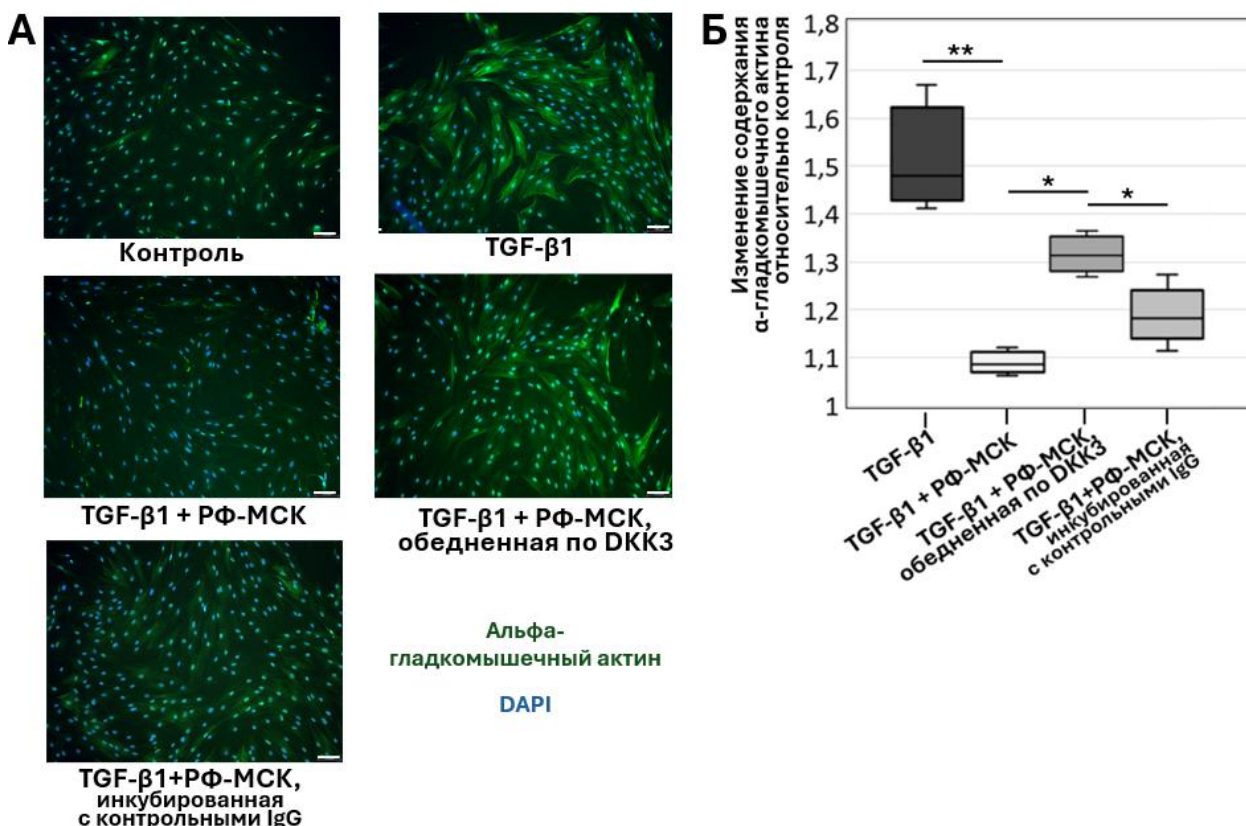 А
Контроль
TGF-β1
TGF-β1 + РФ-МСК
TGF-β1 + РФ-МСК,
обедненная по DKK3
TGF-β1+РФ-МСК,
инкубированная
с контрольными IgG
Альфа-
гладкомышечный актин
DAPI
Б
Изменение содержания
α-гладкомышечного актина
относительно контроля
1,8
1,7
1,6
1,5
1,4
1,3
1,2
1,1
1
**
*
*
TGF-β1
TGF-β1 + РФ-МСК
TGF-β1 + РФ-МСК,
обедненная по DKK3
TGF-β1+РФ-МСК,
инкубированная
с контрольными IgG